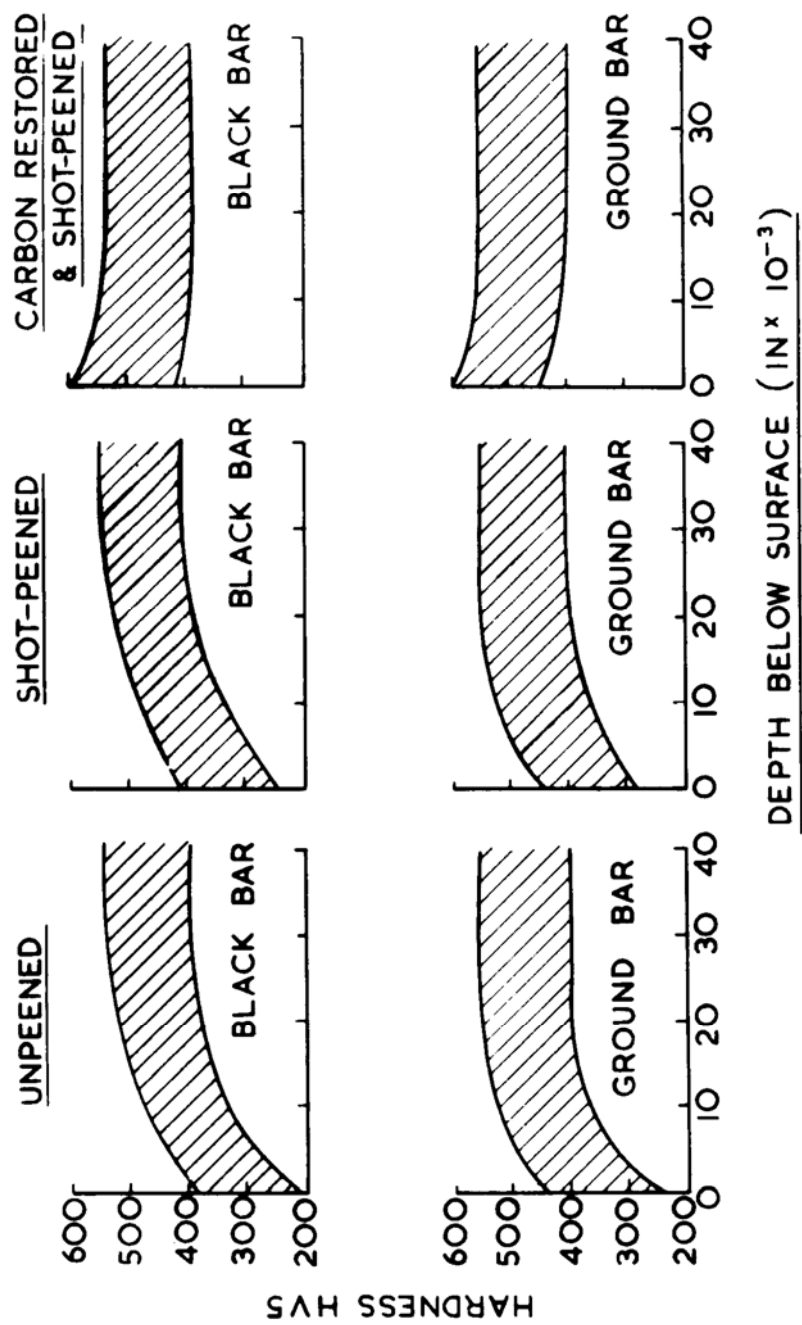 UNPEENED
SHOT-PEENED
CARBON RESTORED
& SHOT-PEENED
HARDNESS HV5
600
500
400
300
200
BLACK BAR
BLACK BAR
BLACK BAR
600
500
400
300
200
GROUND BAR
GROUND BAR
GROUND BAR
0 10 20 30 40
0 10 20 30 40
0 10 20 30 40
DEPTH BELOW SURFACE (IN × 10⁻³)